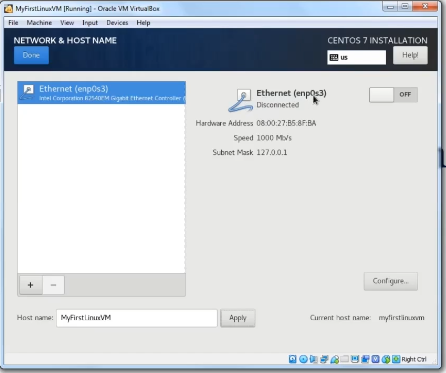 MyFirstLinuxVM [Running] - Oracle VM VirtualBox
File Machine View Input Devices Help
NETWORK & HOST NAME
CENTOS 7 INSTALLATION
Done
us
Help!
Ethernet (enp0s3)
Intel Corporation 82540EM Gigabit Ethernet Controller (
Ethernet (enp0s3)
Disconnected
OFF
Hardware Address 08:00:27:B5:8F:BA
Speed 1000 Mb/s
Subnet Mask 127.0.0.1
+ −
Configure...
Host name: MyFirstLinuxVM Apply Current host name: myfirstlinuxvm
Right Ctrl